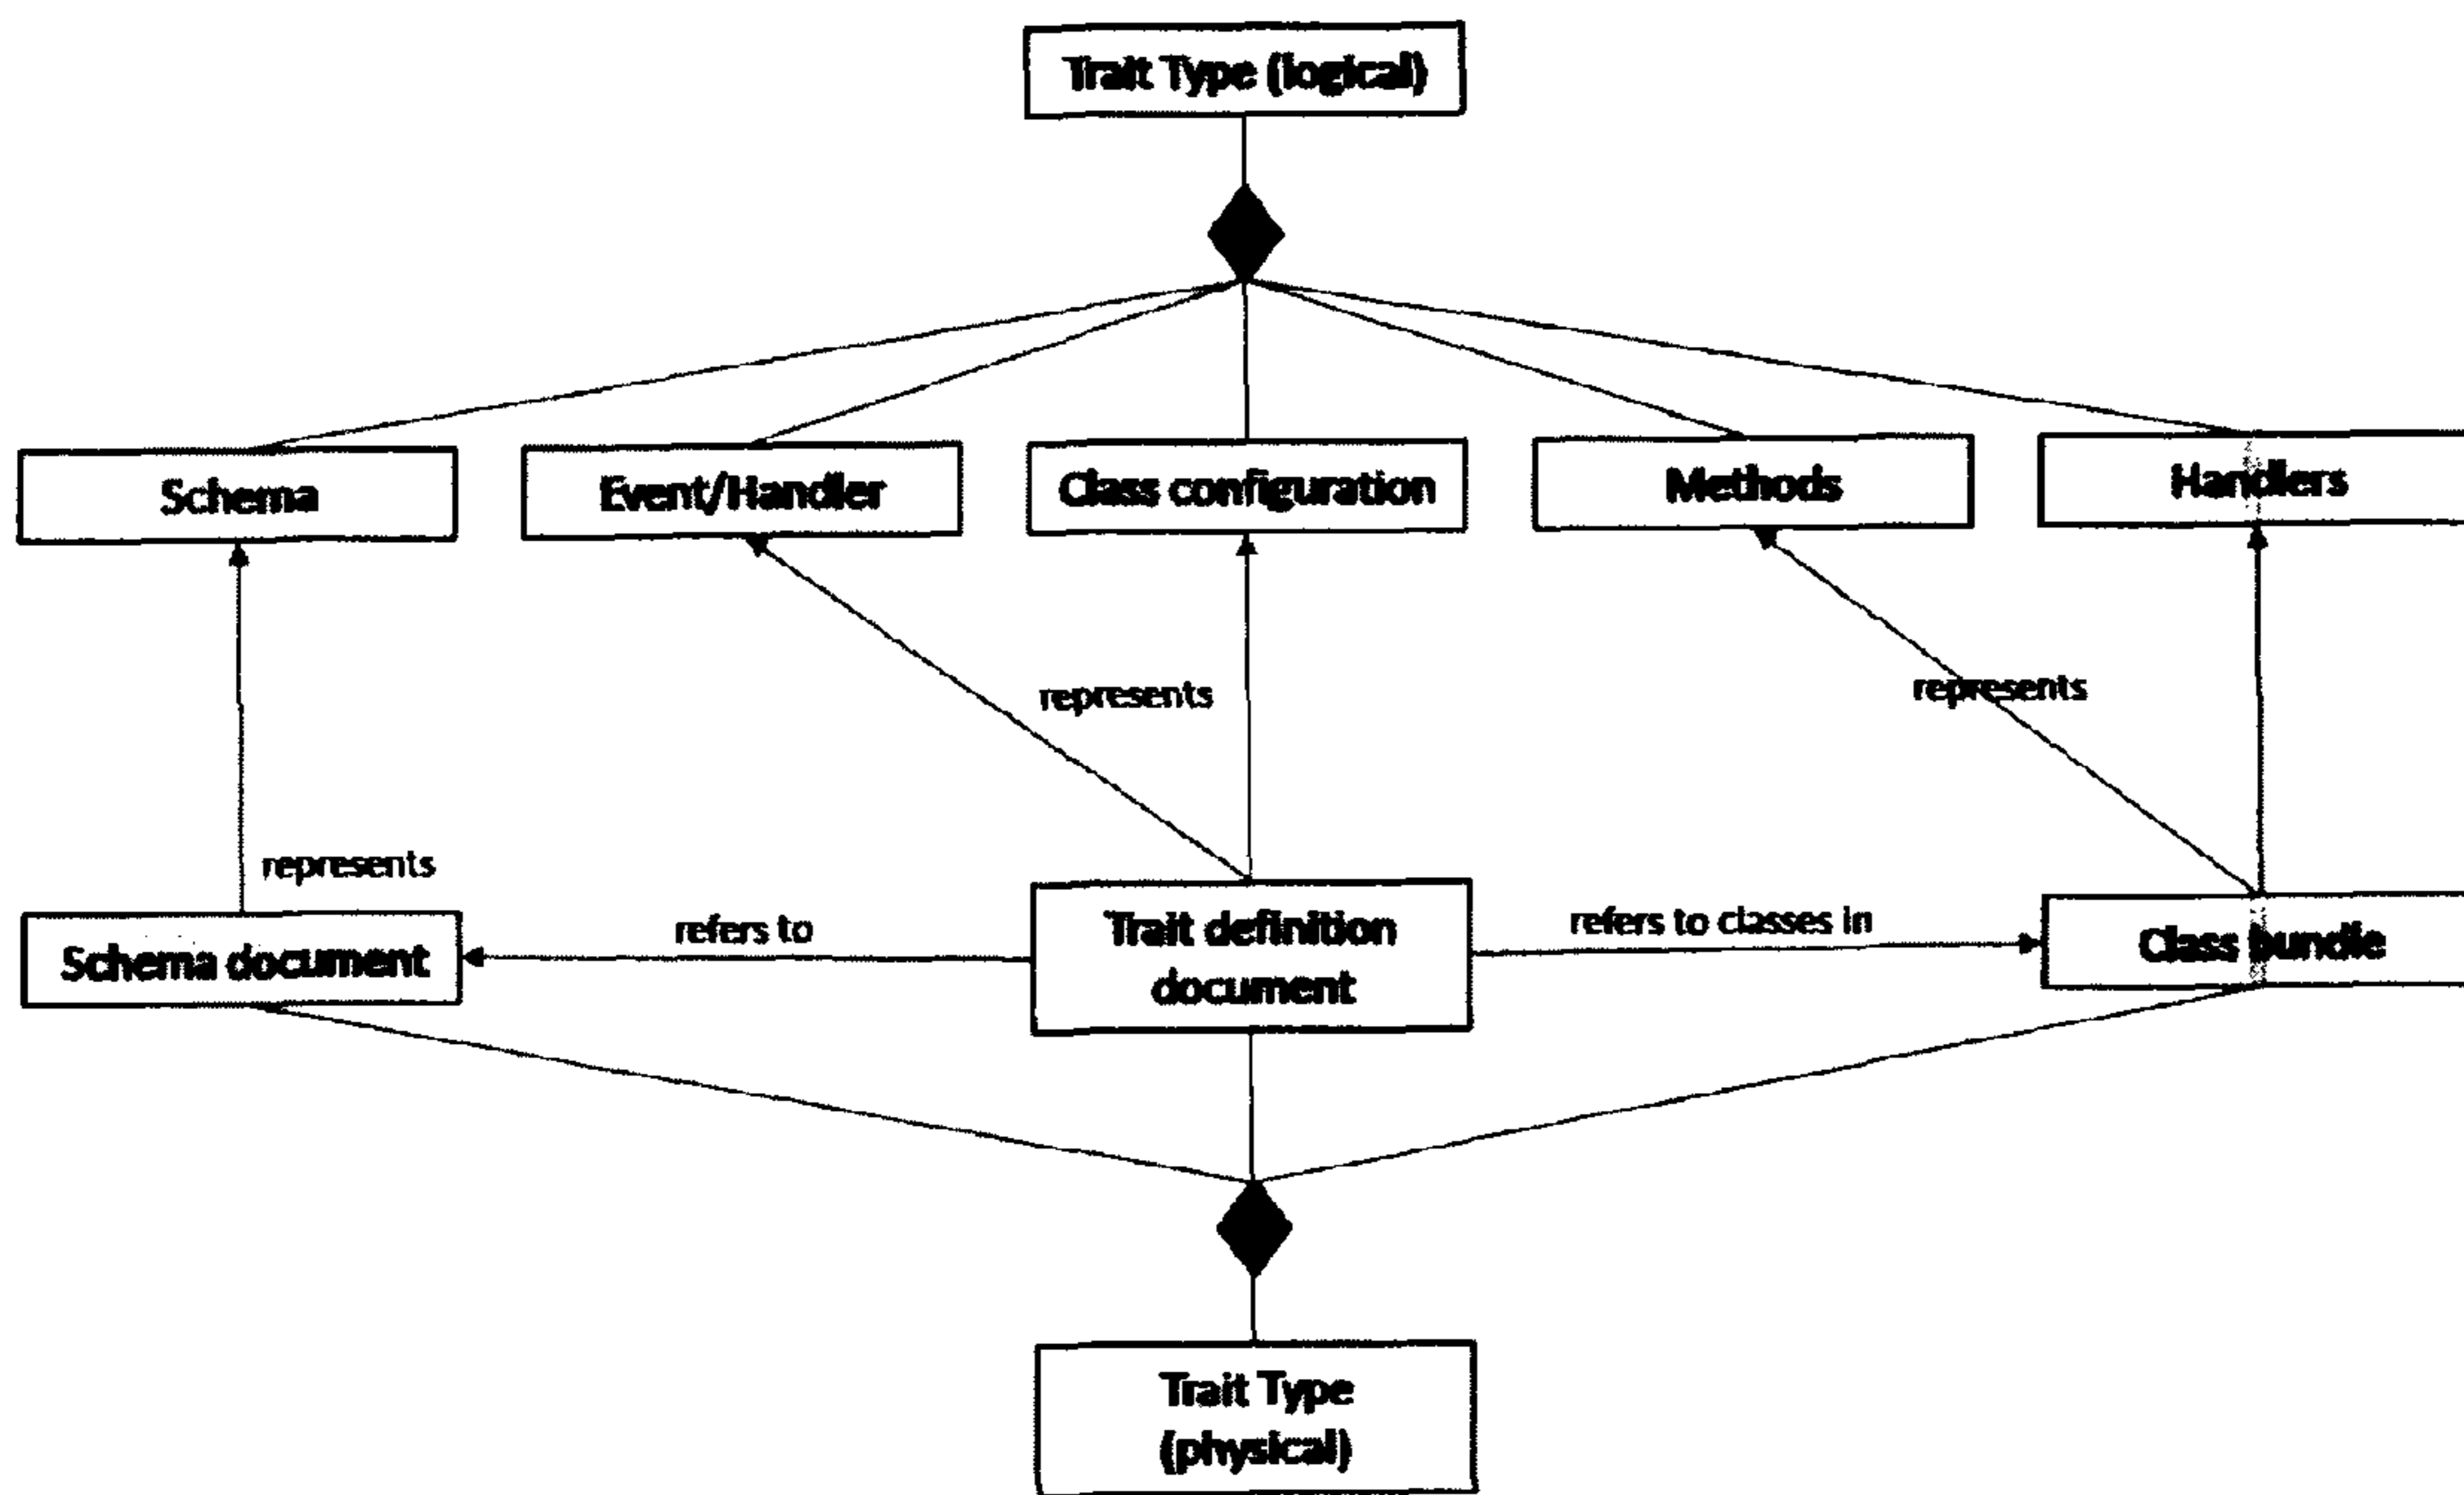 Trait Type (logical)
Schema
Event/Handler
Class configuration
Methods
Handlers
represents
represents
represents
refers to
refers to classes in
Schema document
Trait definition
document
Class bundle
Trait Type
(physical)